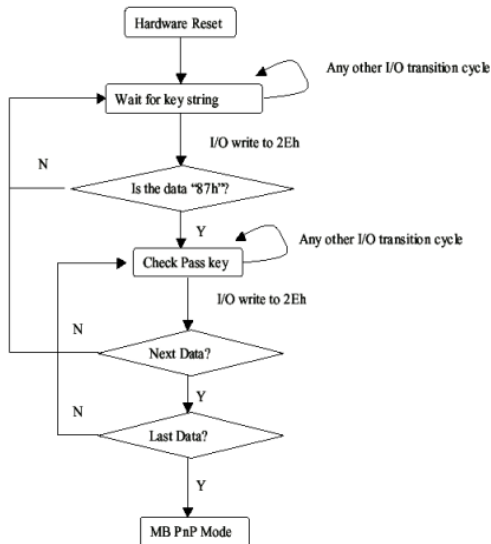 Hardware Reset
Any other I/O transition cycle
Wait for key string
I/O write to 2Eh
N
Is the data “87h”?
Y
Any other I/O transition cycle
Check Pass key
I/O write to 2Eh
N
Next Data?
Y
N
Last Data?
Y
MB PnP Mode